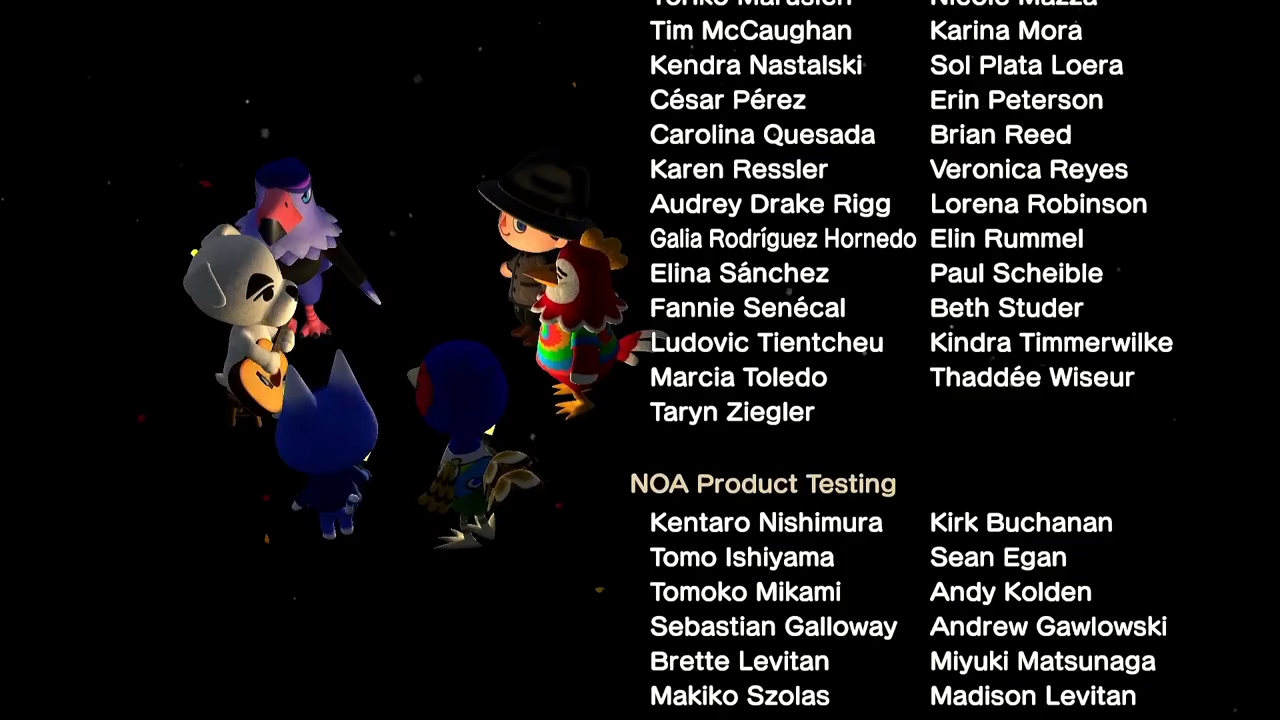 Tim McCaughan
Kendra Nastalski
César Pérez
Carolina Quesada
Karen Ressler
Audrey Drake Rigg
Galia Rodríguez Hornedo
Elina Sánchez
Fannie Senécal
Ludovic Tientcheu
Marcia Toledo
Taryn Ziegler
Nicole Mazza
Karina Mora
Sol Plata Loera
Erin Peterson
Brian Reed
Veronica Reyes
Lorena Robinson
Elin Rummel
Paul Scheible
Beth Studer
Kindra Timmerwilke
Thaddée Wiseur
NOA Product Testing
Kentaro Nishimura
Tomo Ishiyama
Tomoko Mikami
Sebastian Galloway
Brette Levitan
Makiko Szolas
Kirk Buchanan
Sean Egan
Andy Kolden
Andrew Gawlowski
Miyuki Matsunaga
Madison Levitan